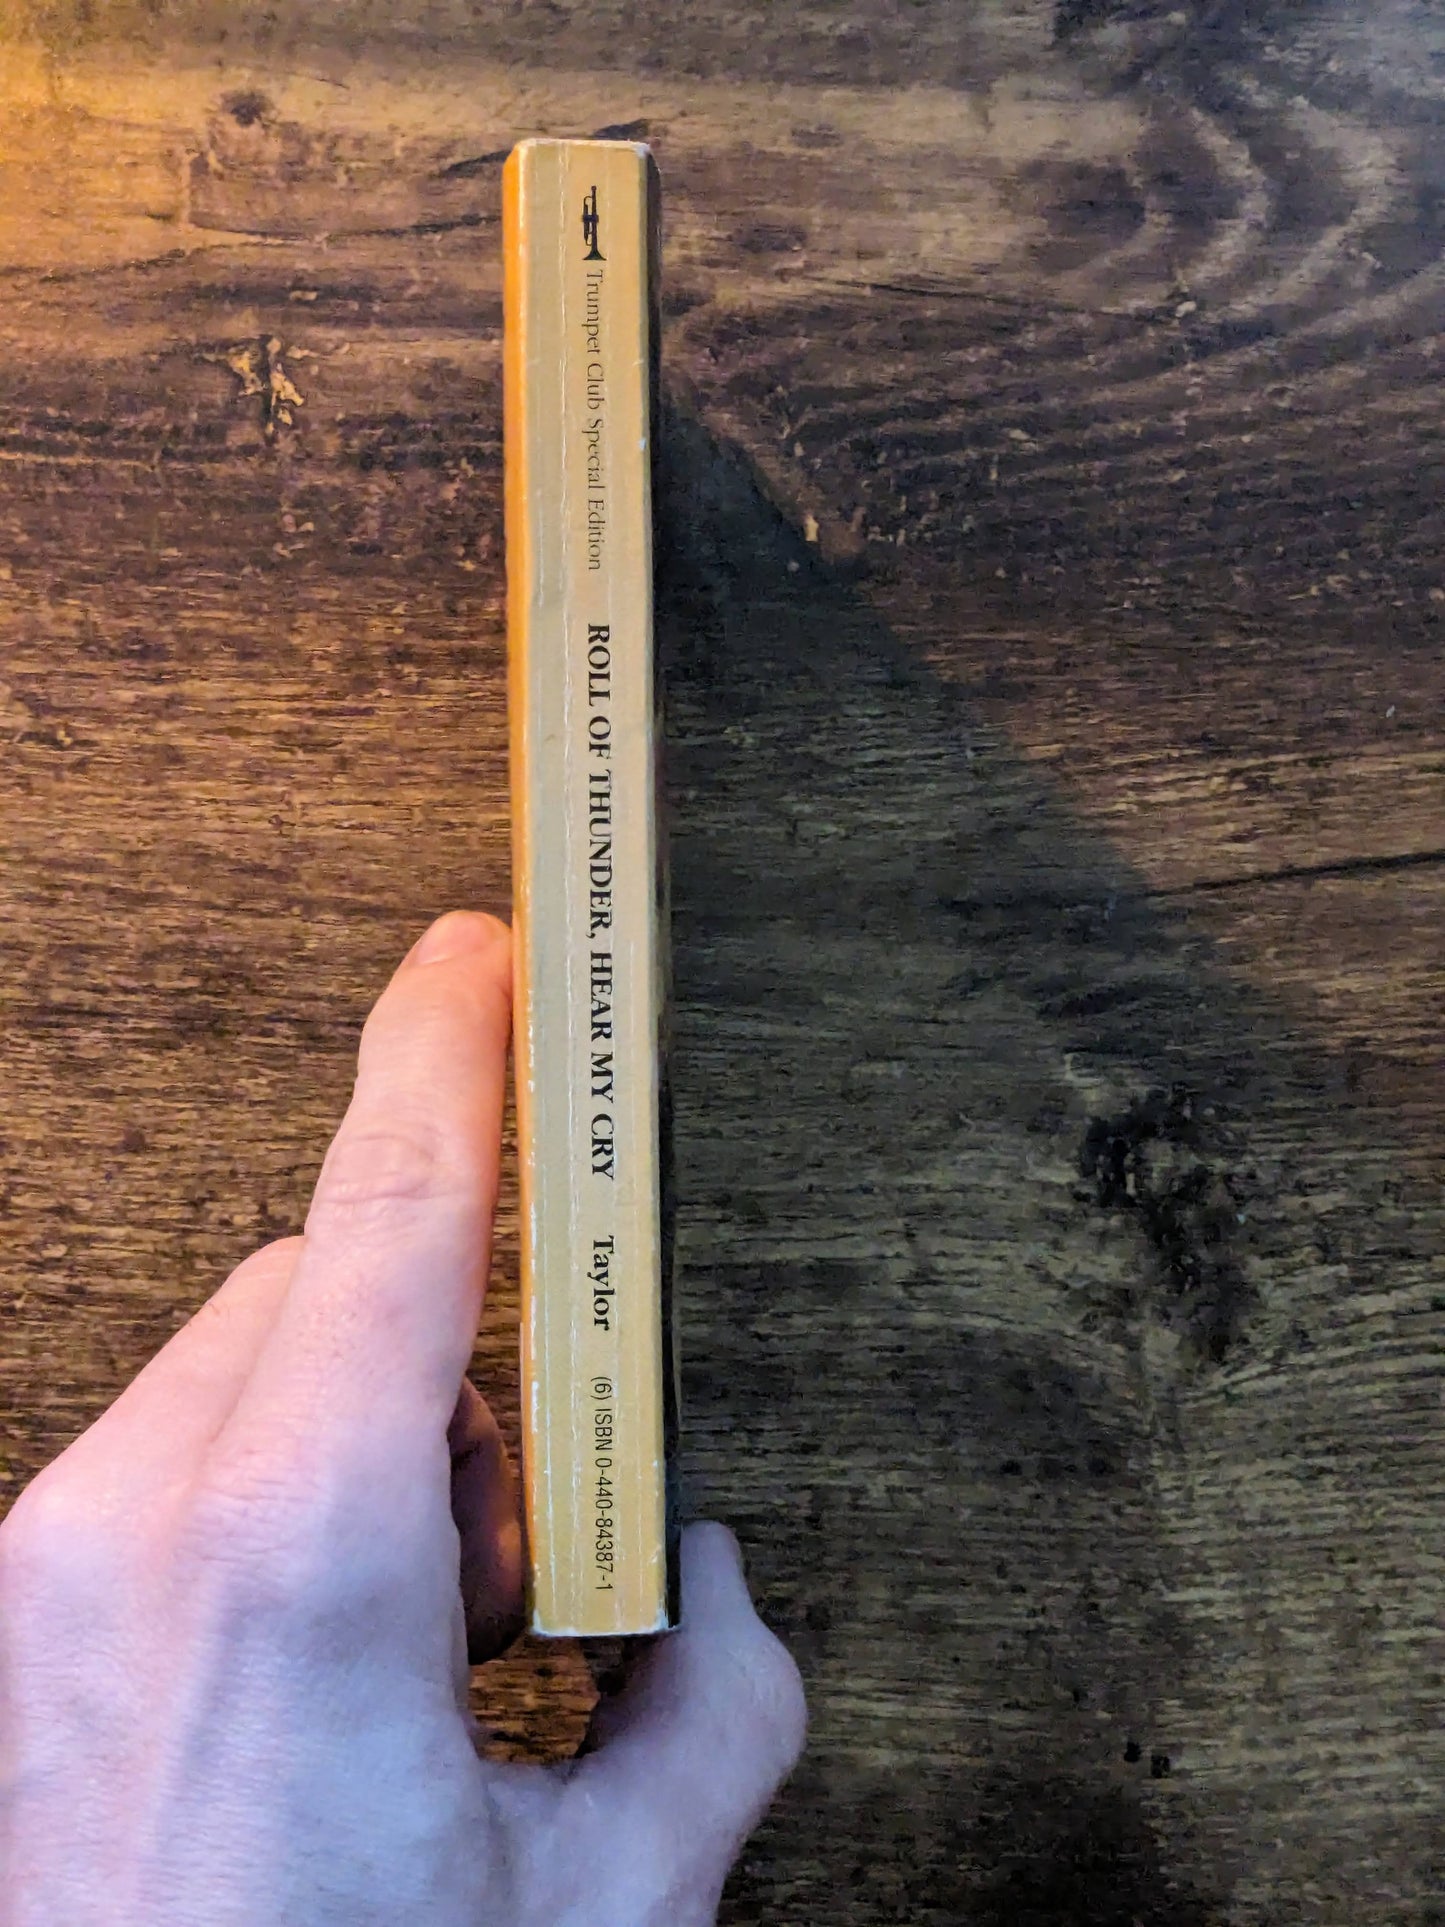 Trumpet Club Special Edition ROLL OF THUNDER, HEAR MY CRY Taylor (6) ISBN 0-440-84387-1